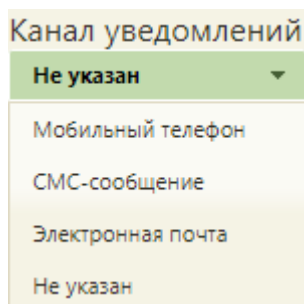 Канал уведомлений
Не указан
Мобильный телефон
СМС-сообщение
Электронная почта
Не указан